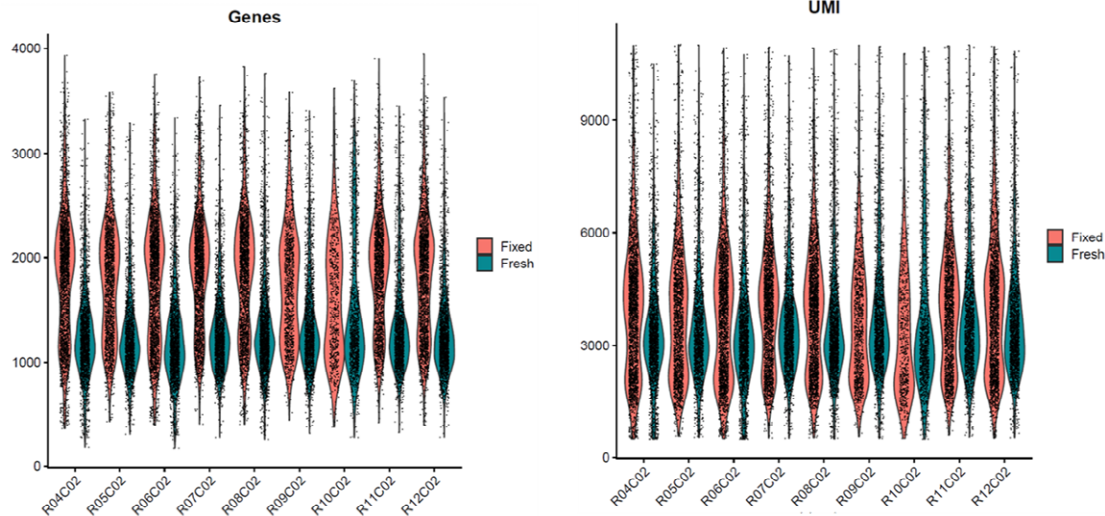 Genes
4000
3000
2000
1000
0
R04C02
R05C02
R06C02
R07C02
R08C02
R09C02
R10C02
R11C02
R12C02
Fixed
Fresh
UMI
9000
6000
3000
0
R04C02
R05C02
R06C02
R07C02
R08C02
R09C02
R10C02
R11C02
R12C02
Fixed
Fresh